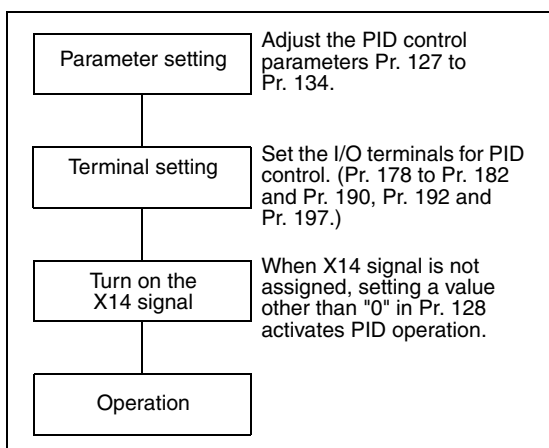 Parameter setting
Adjust the PID control
parameters Pr. 127 to
Pr. 134.
Terminal setting
Set the I/O terminals for PID
control. (Pr. 178 to Pr. 182
and Pr. 190, Pr. 192 and
Pr. 197.)
Turn on the
X14 signal
When X14 signal is not
assigned, setting a value
other than "0" in Pr. 128
activates PID operation.
Operation